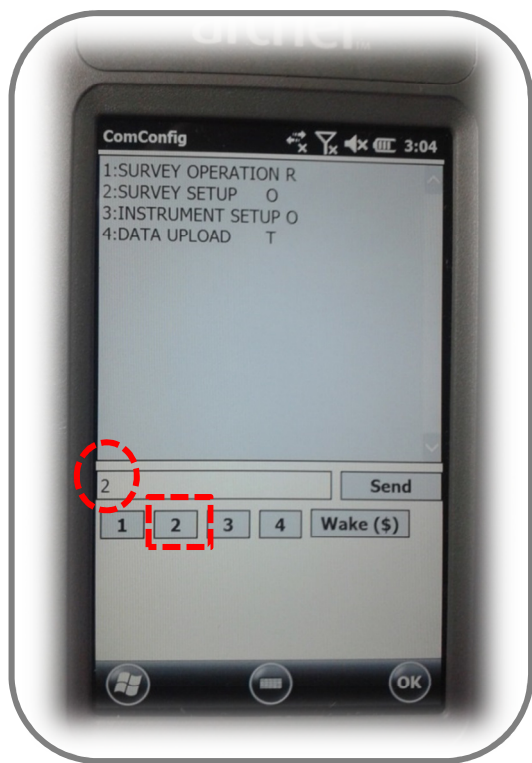 archer
ComConfig 3:04
1:SURVEY OPERATION R
2:SURVEY SETUP O
3:INSTRUMENT SETUP O
4:DATA UPLOAD T
2 Send
1 2 3 4 Wake ($)
OK